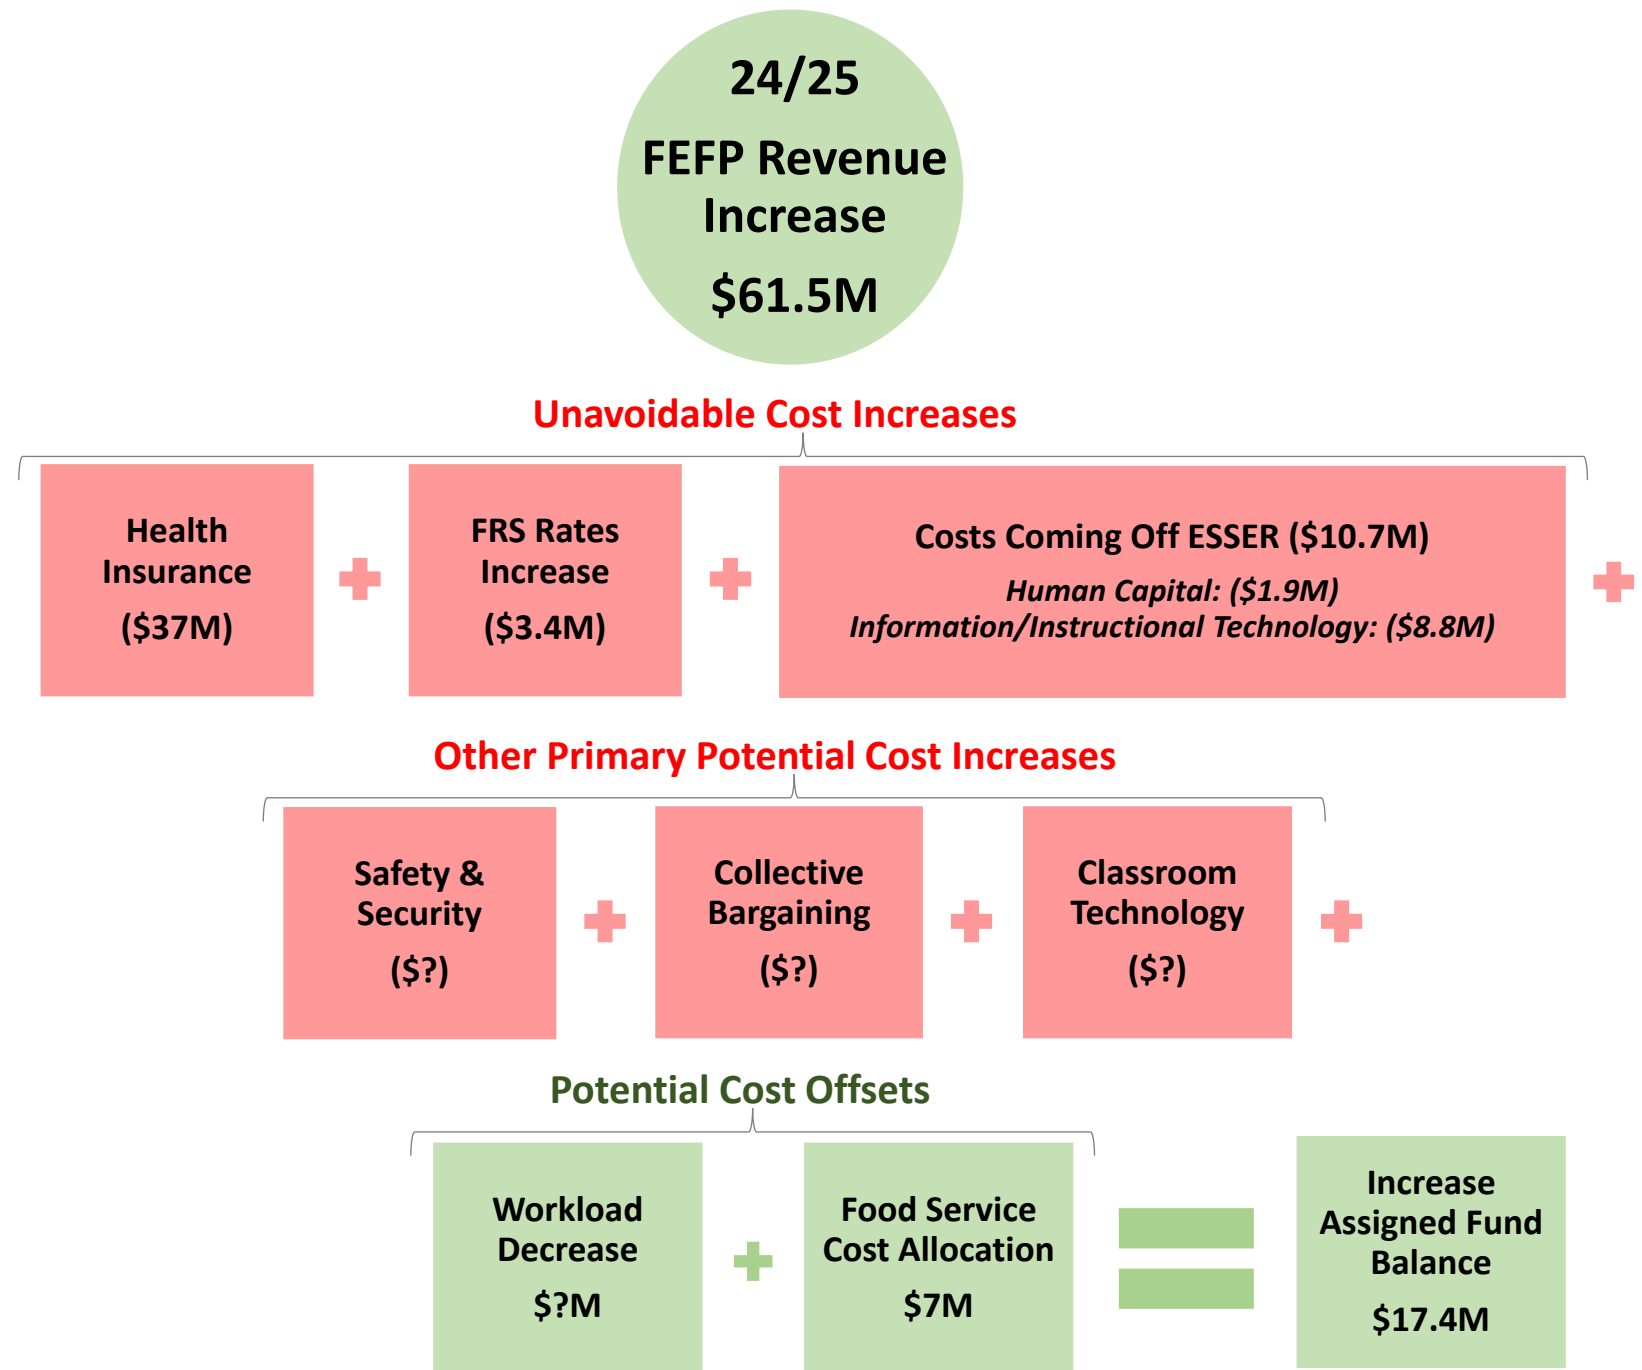 24/25
FEFP Revenue
Increase
$61.5M
Unavoidable Cost Increases
Health
Insurance
($37M)
FRS Rates
Increase
($3.4M)
Costs Coming Off ESSER ($10.7M)
Human Capital: ($1.9M)
Information/Instructional Technology: ($8.8M)
Other Primary Potential Cost Increases
Safety &
Security
($?)
Collective
Bargaining
($?)
Classroom
Technology
($?)
Potential Cost Offsets
Workload
Decrease
$?M
Food Service
Cost Allocation
$7M
Increase
Assigned Fund
Balance
$17.4M